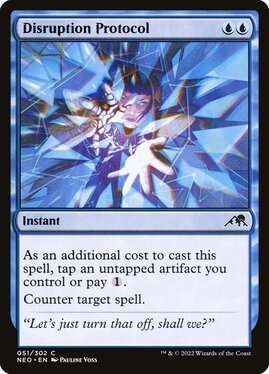 Disruption Protocol
Instant
As an additional cost to cast this
spell, tap an untapped artifact you
control or pay 1.
Counter target spell.
"Let's just turn that off, shall we?"
051/302 C
NEO • EN Pauline Voss
™ & © 2022 Wizards of the Coast